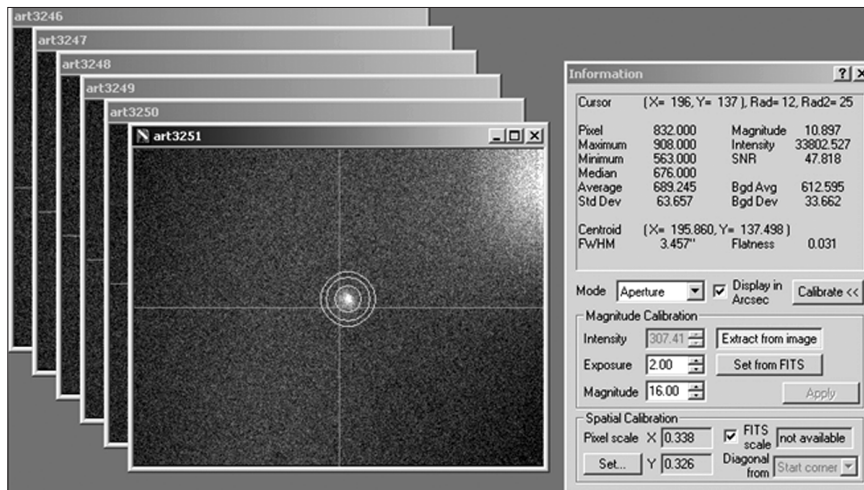 art3246
art3247
art3248
art3249
art3250
art3251
Information
Cursor ( X= 196, Y= 137 ), Rad= 12, Rad2= 25
Pixel 832.000 Magnitude 10.897
Maximum 908.000 Intensity 33802.527
Minimum 563.000 SNR 47.818
Median 676.000
Average 689.245 Bgd Avg 612.595
Std Dev 63.657 Bgd Dev 33.662
Centroid ( X= 195.860, Y= 137.498 )
FWHM 3.457" Flatness 0.031
Mode Aperture Display in Arcsec Calibrate <<
Magnitude Calibration
Intensity 307.41 Extract from image
Exposure 2.00 Set from FITS
Magnitude 16.00 Apply
Spatial Calibration
Pixel scale X 0.338 FITS scale not available
Set... Y 0.326 Diagonal from Start corner